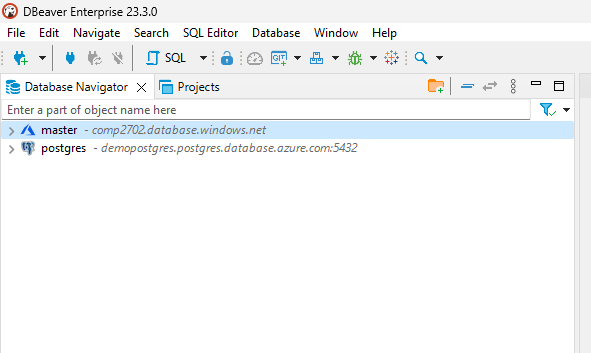 DBeaver Enterprise 23.3.0
File Edit Navigate Search SQL Editor Database Window Help
SQL GIT
Database Navigator Projects
Enter a part of object name here
master - comp2702.database.windows.net
postgres - demopostgres.postgres.database.azure.com:5432